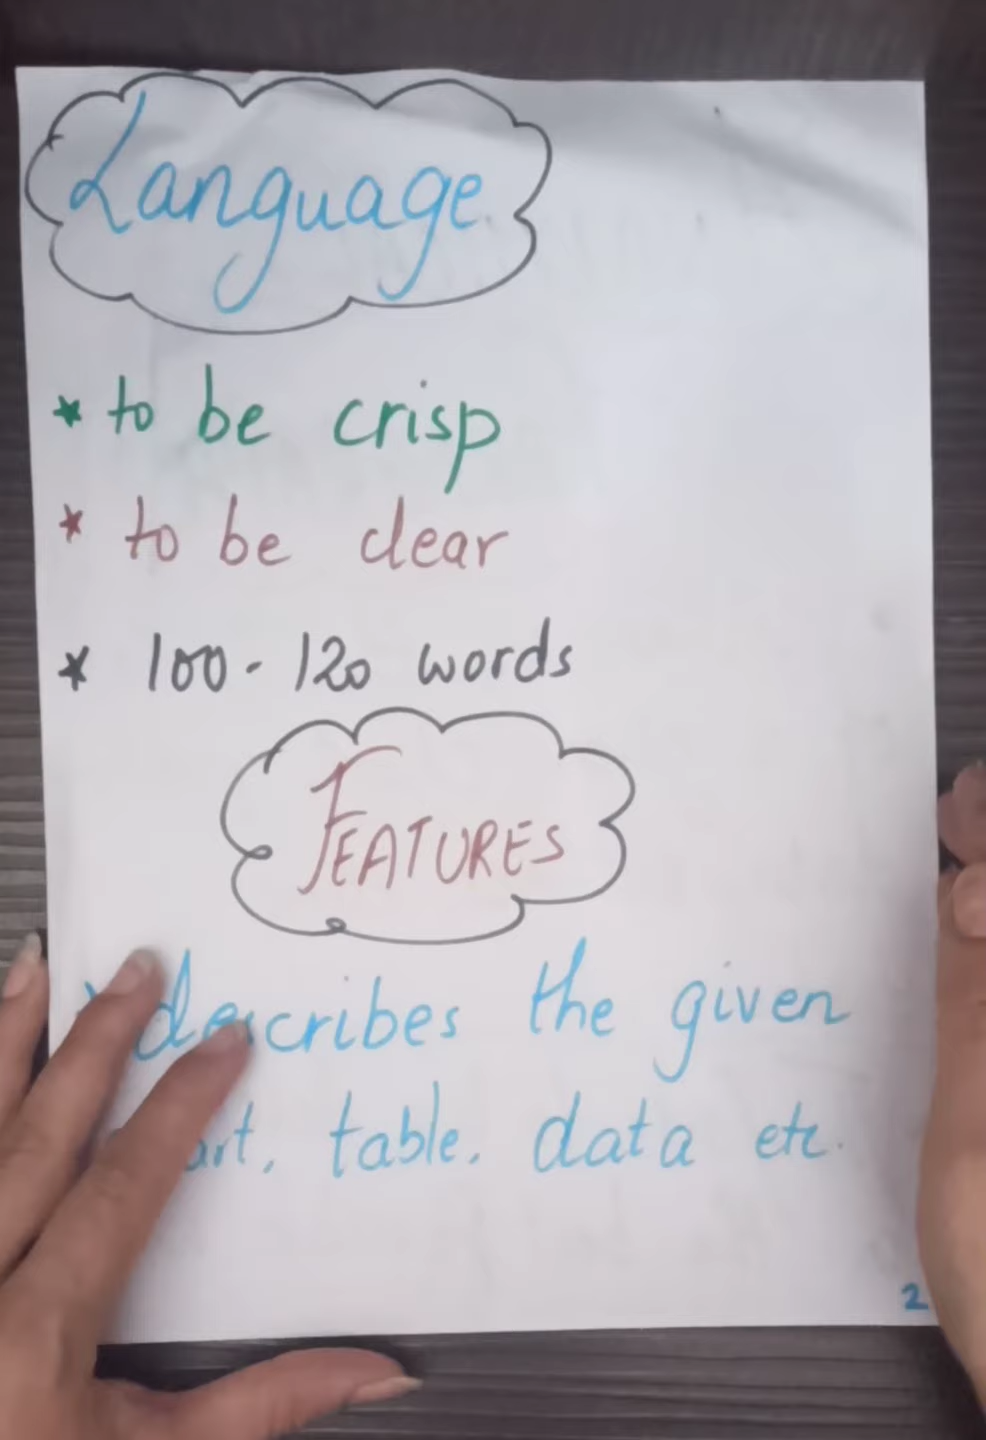 Language
* to be crisp
* to be clear
* 100-120 words
FEATURES
describes the given
table, data etc.
2